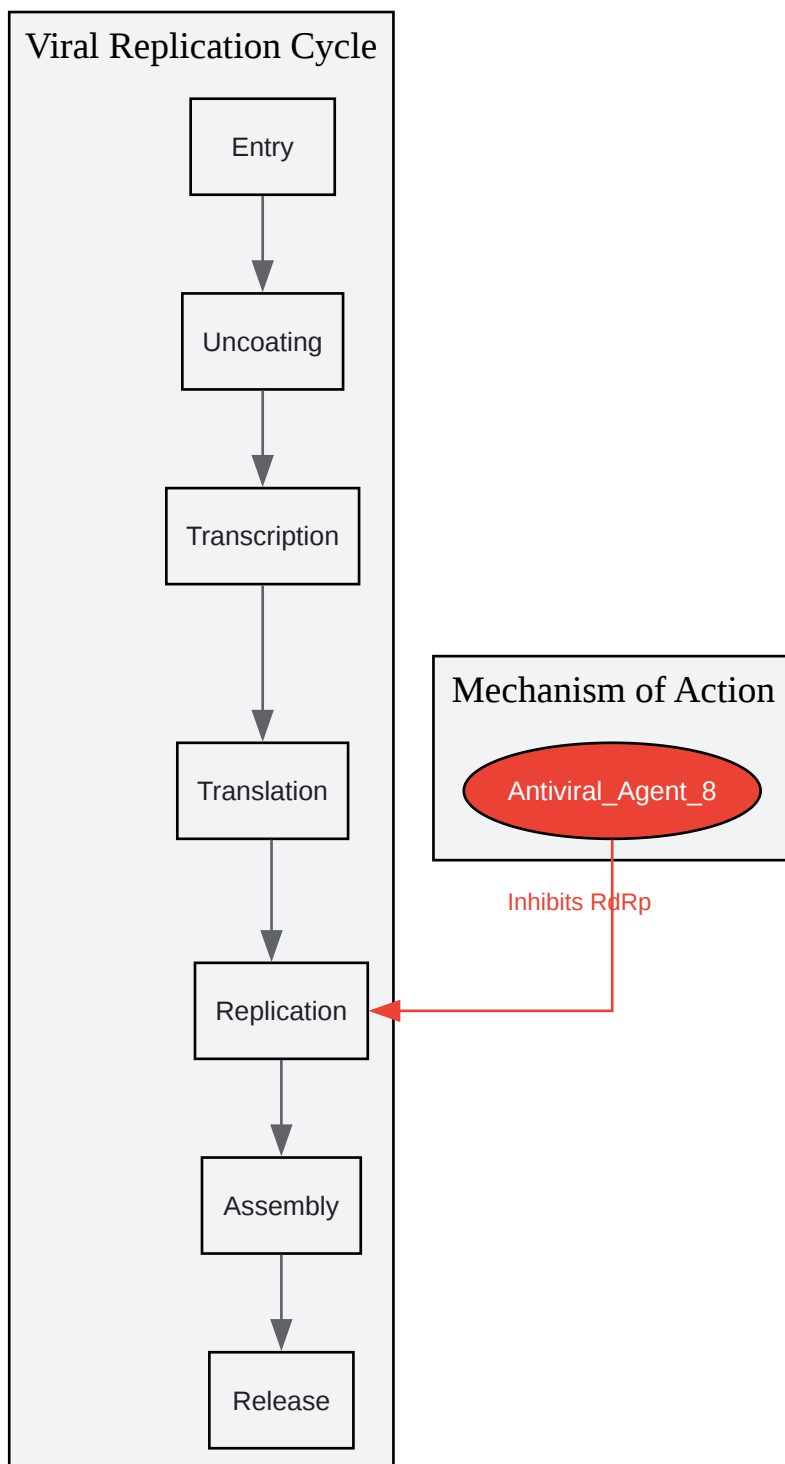 Viral Replication Cycle
Entry
Uncoating
Transcription
Mechanism of Action
Translation
Antiviral_Agent_8
Inhibits RdRp
Replication
Assembly
Release